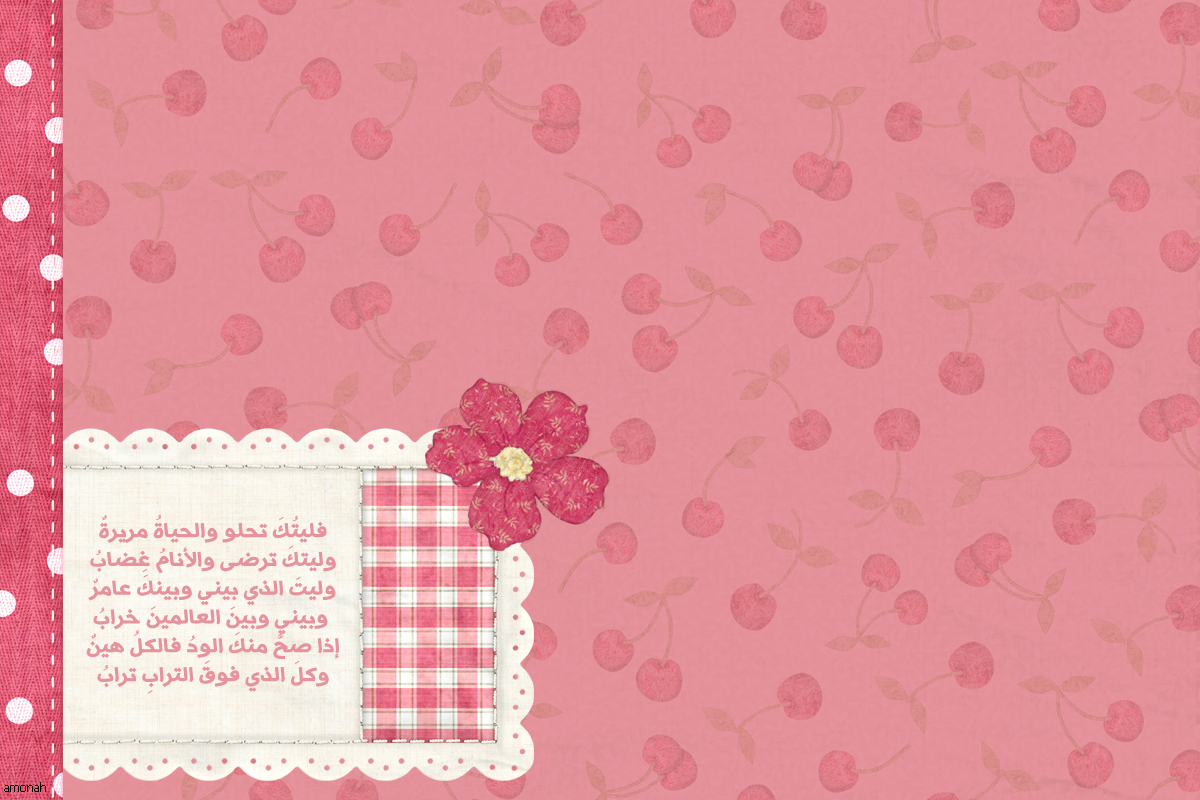 فليتُكَ تحلو والحياةُ مريرةٌ
وليتكَ ترضى والأنامُ غِضابُ
وليتَ الذي بيني وبينكَ عامرٌ
وبيني وبينَ العالمينَ خرابُ
إذا صحَّ منكَ الودُ فالكلُ هينٌ
وكلَ الذي فوقَ الترابِ ترابُ
amonah